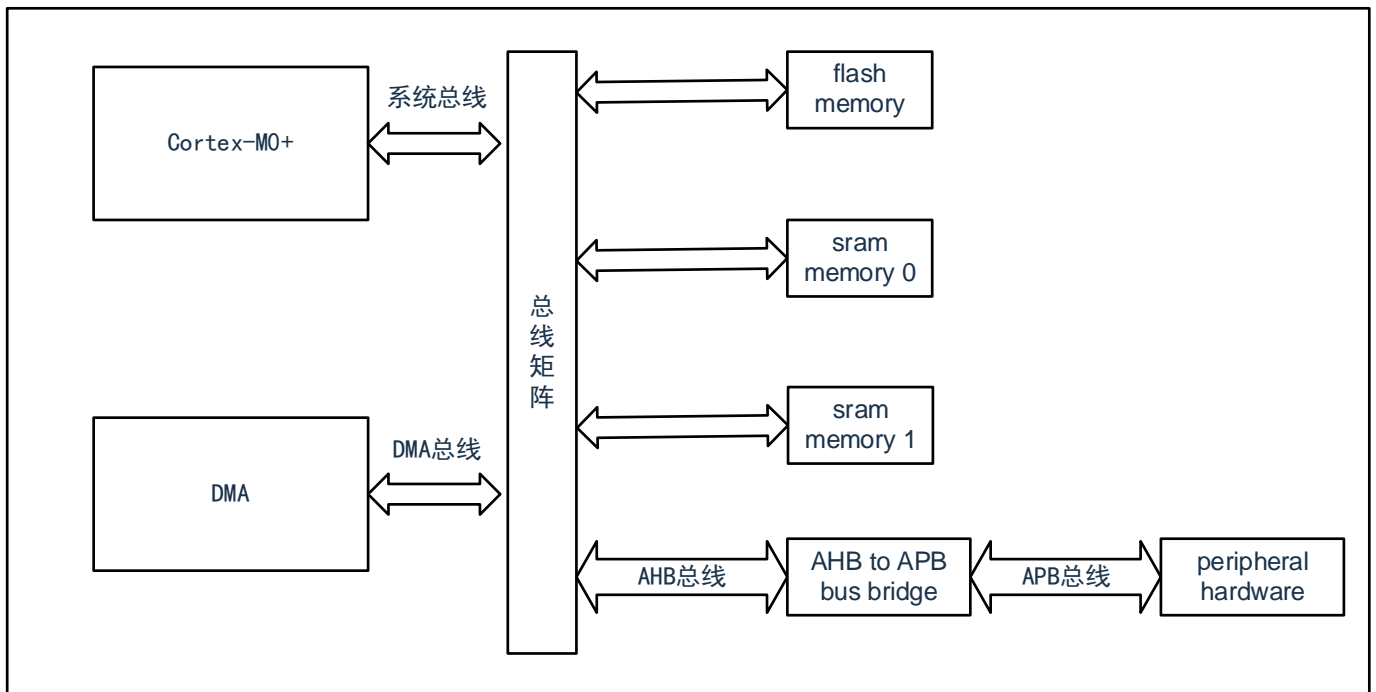 系统总线
Cortex-M0+
flash
memory
sram
memory 0
总
线
矩
阵
sram
memory 1
DMA总线
DMA
AHB总线
AHB to APB
bus bridge
APB总线
peripheral
hardware